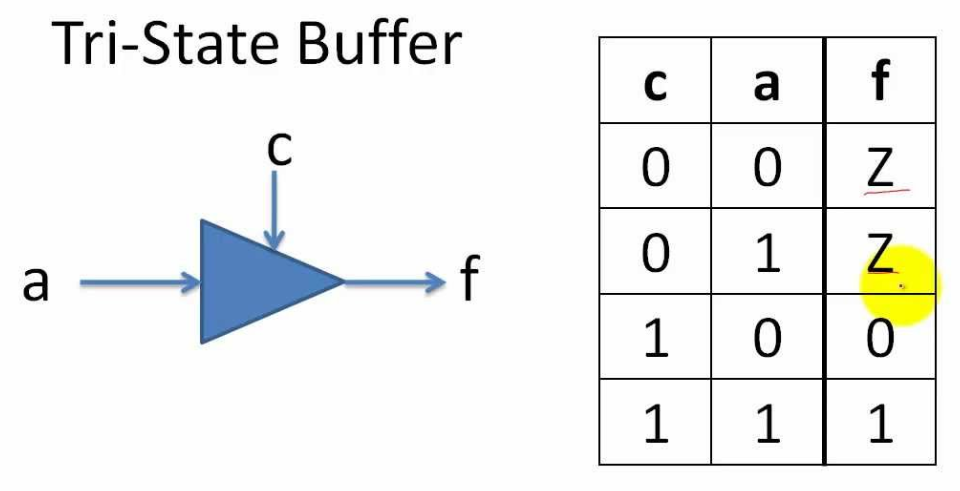 Tri-State Buffer
c
a
f
c a f
0 0 Z
0 1 Z
1 0 0
1 1 1